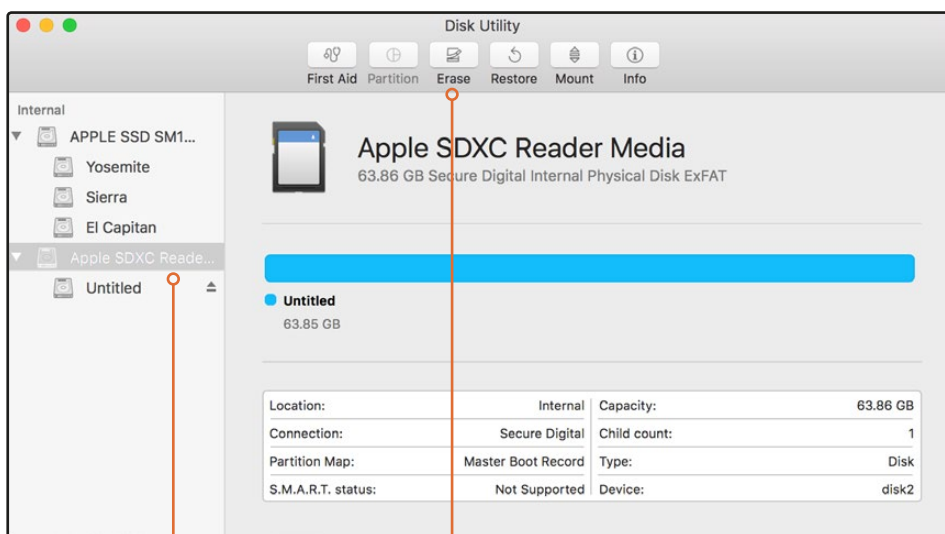 Disk Utility
First Aid Partition Erase Restore Mount Info
Internal
APPLE SSD SM1...
Yosemite
Sierra
El Capitan
Apple SDXC Reade...
Untitled
Apple SDXC Reader Media
63.86 GB Secure Digital Internal Physical Disk ExFAT
Untitled
63.85 GB
Location: Internal Capacity: 63.86 GB
Connection: Secure Digital Child count: 1
Partition Map: Master Boot Record Type: Disk
S.M.A.R.T. status: Not Supported Device: disk2